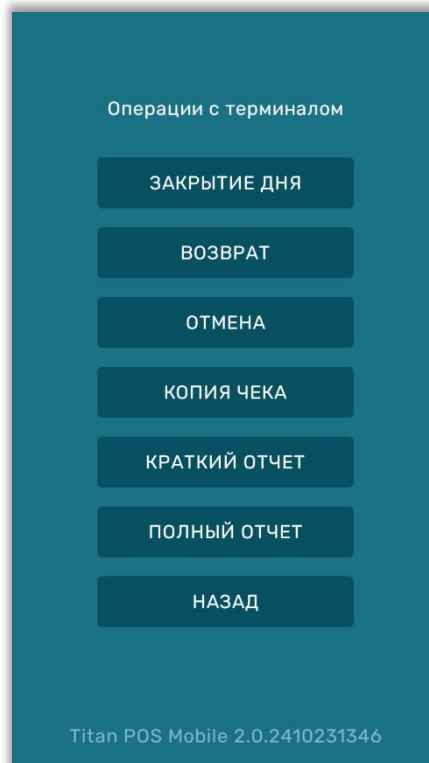 Операции с терминалом
ЗАКРЫТИЕ ДНЯ
ВОЗВРАТ
ОТМЕНА
КОПИЯ ЧЕКА
КРАТКИЙ ОТЧЕТ
ПОЛНЫЙ ОТЧЕТ
НАЗАД
Titan POS Mobile 2.0.2410231346